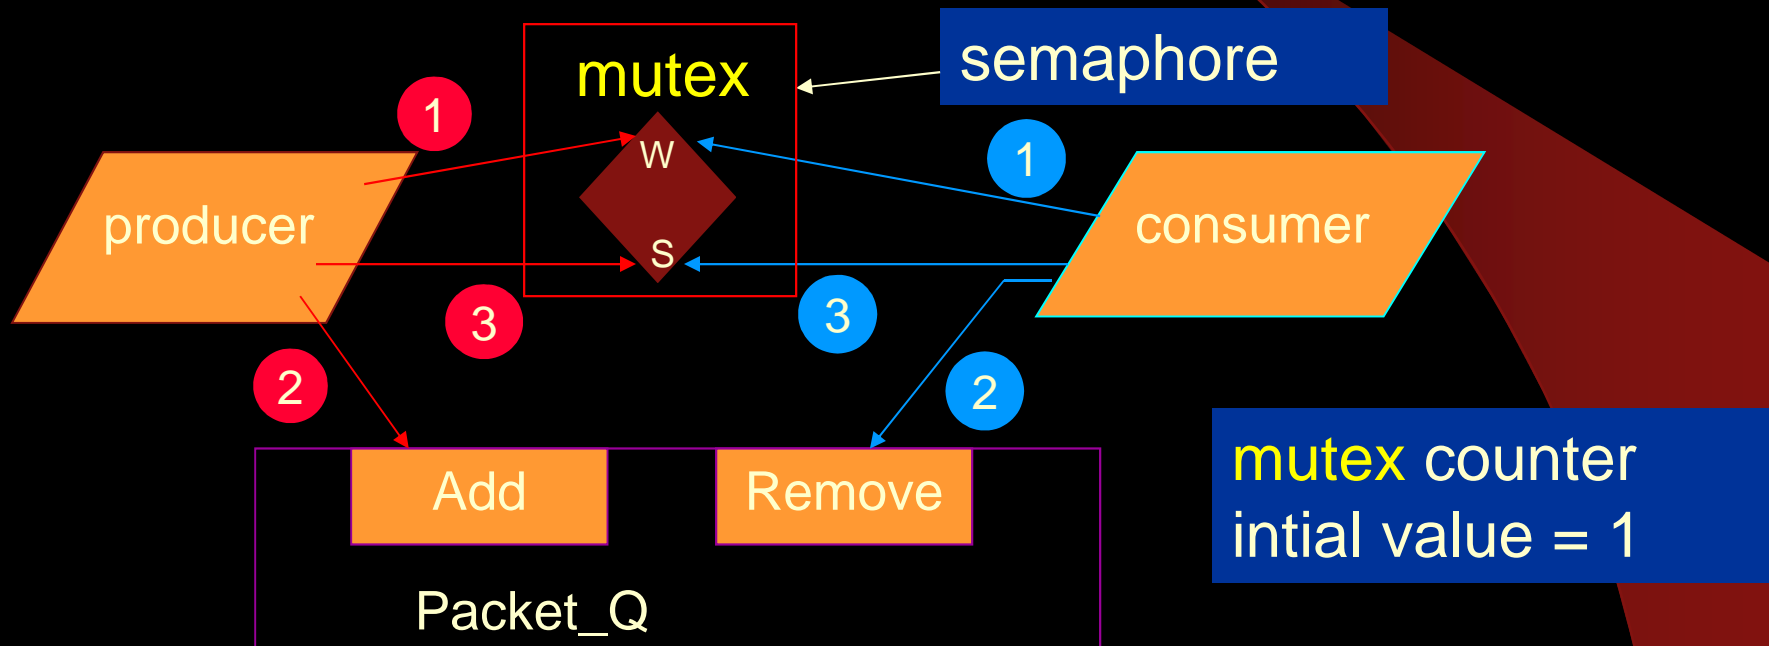 mutex
semaphore
1
W
1
producer
consumer
S
3
3
2
2
Add
Remove
mutex counter
intial value = 1
Packet_Q